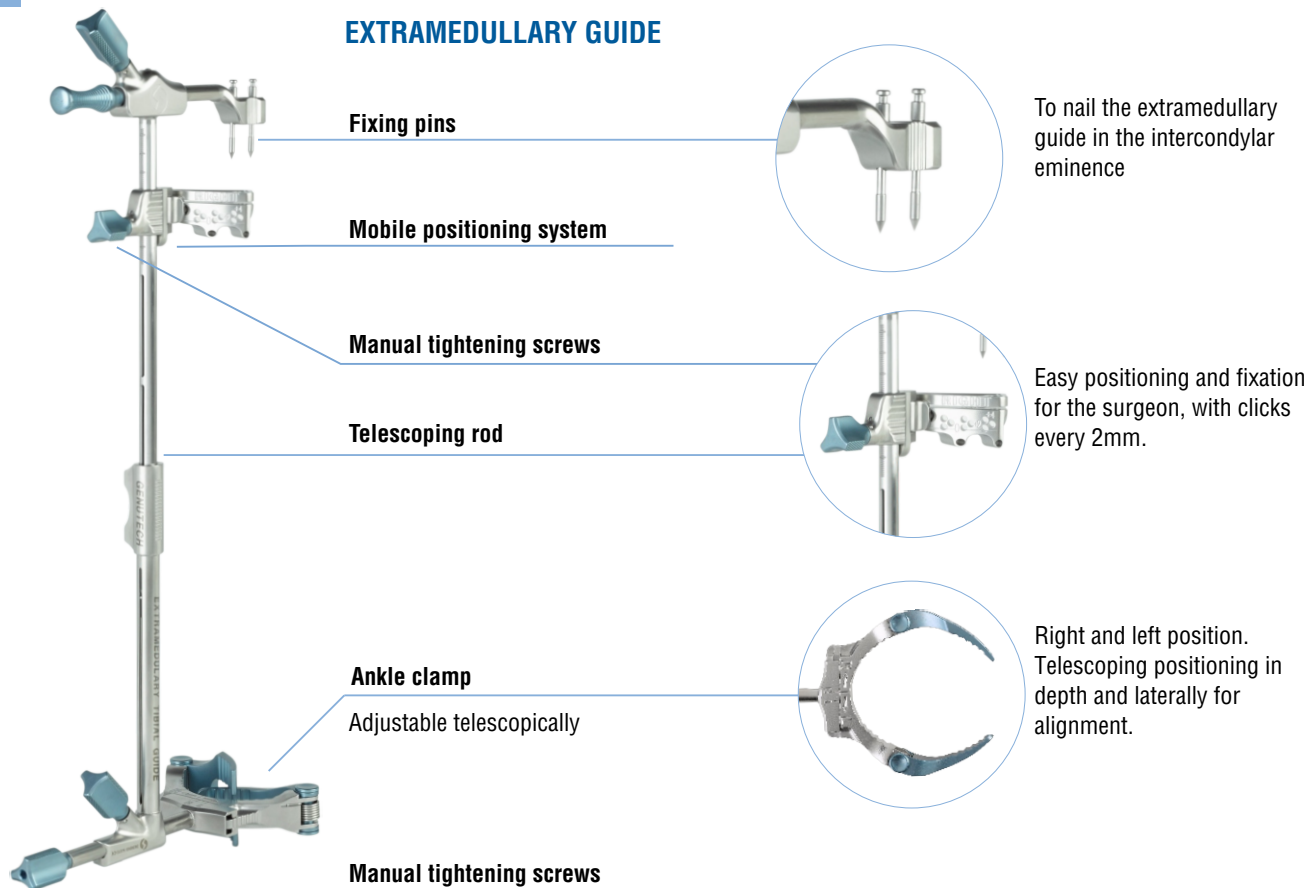 EXTRAMEDULLARY GUIDE
Fixing pins
To nail the extramedullary
guide in the intercondylar
eminence
Mobile positioning system
Manual tightening screws
Easy positioning and fixation
for the surgeon, with clicks
every 2mm.
Telescoping rod
GENUTECH
EXTRAMEDULLARY TIBIAL GUIDE
Ankle clamp
Adjustable telescopically
Right and left position.
Telescoping positioning in
depth and laterally for
alignment.
Manual tightening screws